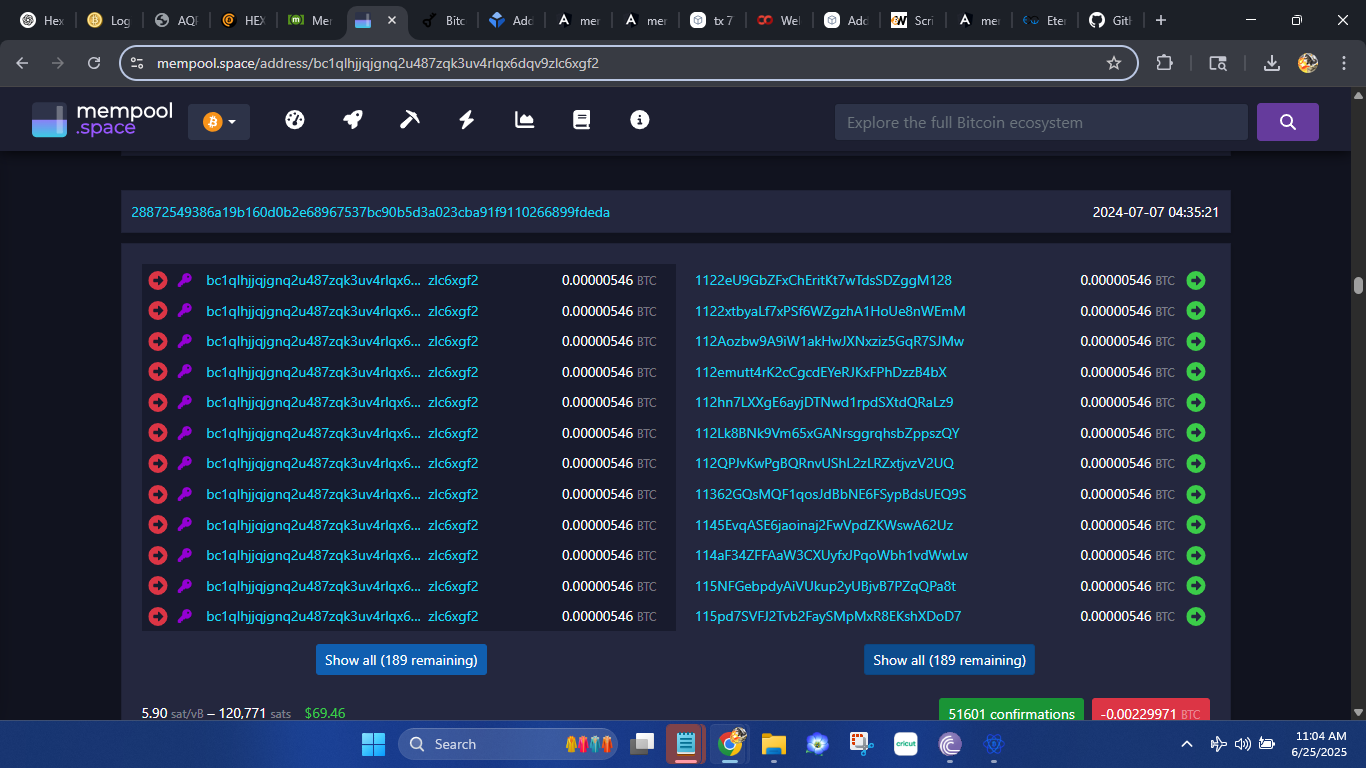 Hex
Log
AQF
HEX
Mer
Bitc
Add
mer
mer
tx 7
Wel
Add
Scri
mer
Eter
Gith
mempool.space/address/bc1qlhjjqjgnq2u487zqk3uv4rlqx6dqv9zlc6xgf2
mempool
.space
Explore the full Bitcoin ecosystem
28872549386a19b160d0b2e68967537bc90b5d3a023cba91f9110266899fdeda 2024-07-07 04:35:21
bc1qlhjjqjgnq2u487zqk3uv4rlqx6... zlc6xgf2 0.00000546 BTC 1122eU9GbZFxChEritKt7wTdsSDZggM128 0.00000546 BTC
bc1qlhjjqjgnq2u487zqk3uv4rlqx6... zlc6xgf2 0.00000546 BTC 1122xtbyaLf7xPSf6WZgzhA1HoUe8nWEmM 0.00000546 BTC
bc1qlhjjqjgnq2u487zqk3uv4rlqx6... zlc6xgf2 0.00000546 BTC 112Aozbw9A9iW1akHwJXNxziz5GqR7SJMw 0.00000546 BTC
bc1qlhjjqjgnq2u487zqk3uv4rlqx6... zlc6xgf2 0.00000546 BTC 112emutt4rK2cCgcdEYeRJKxFPhDzzB4bX 0.00000546 BTC
bc1qlhjjqjgnq2u487zqk3uv4rlqx6... zlc6xgf2 0.00000546 BTC 112hn7LXXgE6ayjDTNwd1rpdSXtdQRaLz9 0.00000546 BTC
bc1qlhjjqjgnq2u487zqk3uv4rlqx6... zlc6xgf2 0.00000546 BTC 112Lk8BNk9Vm65xGANrsggrqhsbZppszQY 0.00000546 BTC
bc1qlhjjqjgnq2u487zqk3uv4rlqx6... zlc6xgf2 0.00000546 BTC 112QPJvKwPgBQRnvUShL2zLRZxtjvzV2UQ 0.00000546 BTC
bc1qlhjjqjgnq2u487zqk3uv4rlqx6... zlc6xgf2 0.00000546 BTC 11362GQsMQF1qosJdBbNE6FSypBdsUEQ9S 0.00000546 BTC
bc1qlhjjqjgnq2u487zqk3uv4rlqx6... zlc6xgf2 0.00000546 BTC 1145EvqASE6jaoinaj2FwVpdZKWswA62Uz 0.00000546 BTC
bc1qlhjjqjgnq2u487zqk3uv4rlqx6... zlc6xgf2 0.00000546 BTC 114aF34ZFFAaW3CXUyfxJPqoWbh1vdWwLw 0.00000546 BTC
bc1qlhjjqjgnq2u487zqk3uv4rlqx6... zlc6xgf2 0.00000546 BTC 115NFGebpdyAiVUkup2yUBjvB7PZqQPa8t 0.00000546 BTC
bc1qlhjjqjgnq2u487zqk3uv4rlqx6... zlc6xgf2 0.00000546 BTC 115pd7SVFJ2Tvb2FaySMpMxR8EKshXDoD7 0.00000546 BTC
Show all (189 remaining) Show all (189 remaining)
5.90 sat/vB – 120,771 sats $69.46 51601 confirmations -0.00229971 BTC
Search
cricut
11:04 AM
6/25/2025